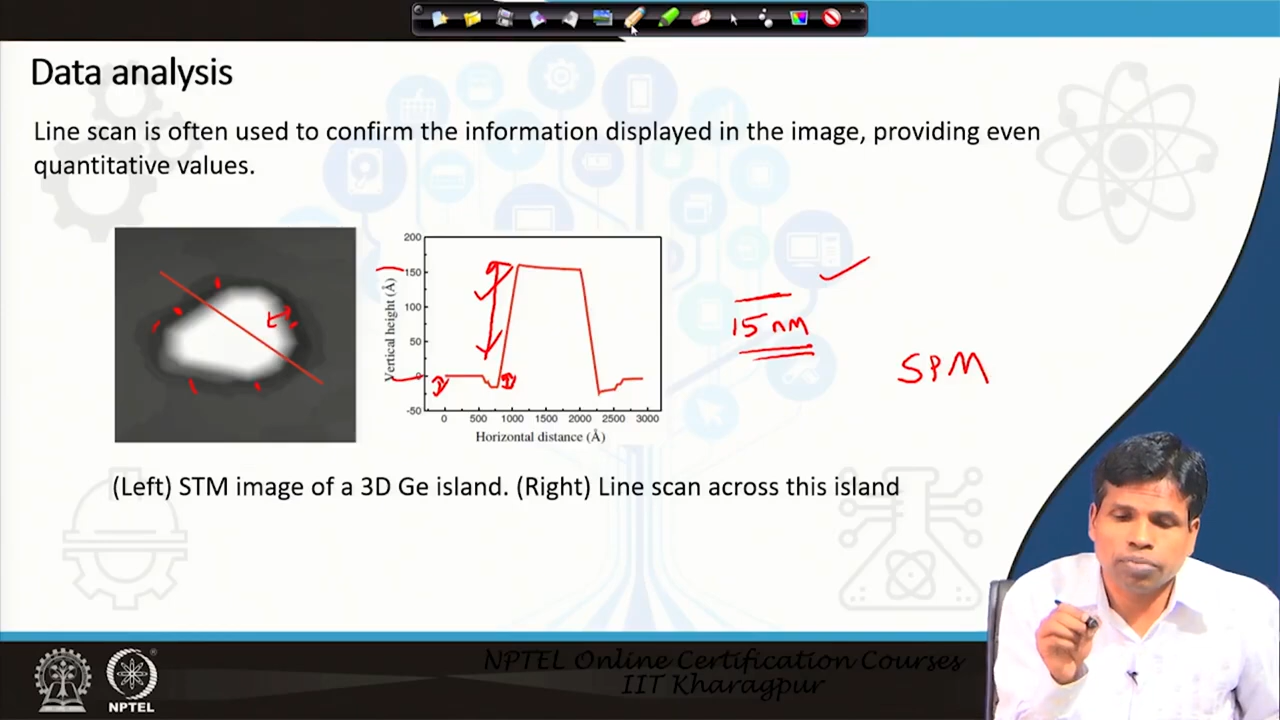 Data analysis
Line scan is often used to confirm the information displayed in the image, providing even
quantitative values.
200
150
100
50
0
-50
Vertical height (Å)
0 500 1000 1500 2000 2500 3000
Horizontal distance (Å)
15 nm
SPM
(Left) STM image of a 3D Ge island. (Right) Line scan across this island
NPTEL Online Certification Courses
IIT Kharagpur
NPTEL